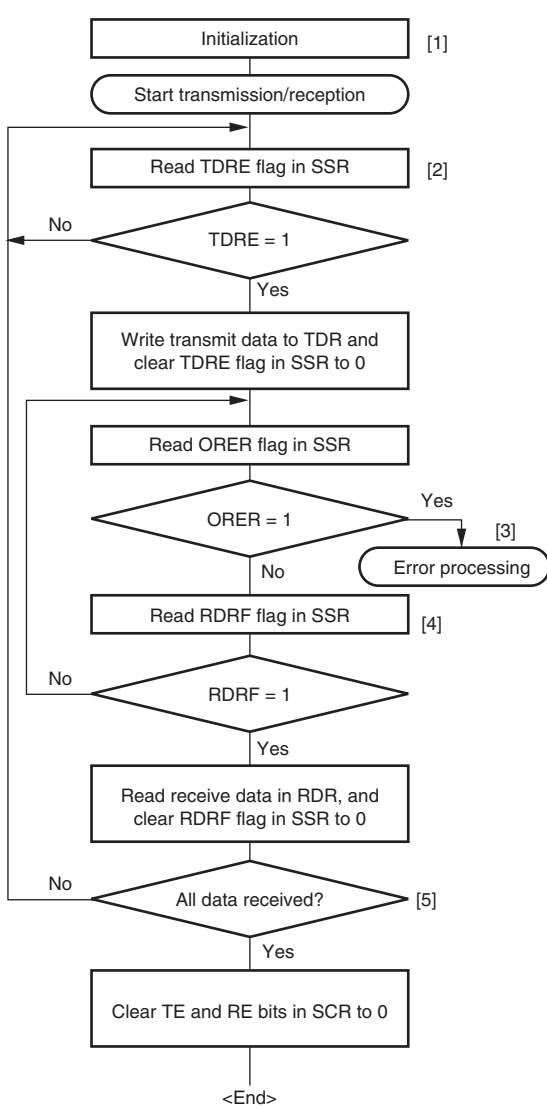 Initialization
[1]
Start transmission/reception
Read TDRE flag in SSR
[2]
No
TDRE = 1
Yes
Write transmit data to TDR and
clear TDRE flag in SSR to 0
Read ORER flag in SSR
Yes
ORER = 1
[3]
Error processing
No
Read RDRF flag in SSR
[4]
No
RDRF = 1
Yes
Read receive data in RDR, and
clear RDRF flag in SSR to 0
No
All data received?
[5]
Yes
Clear TE and RE bits in SCR to 0
<End>